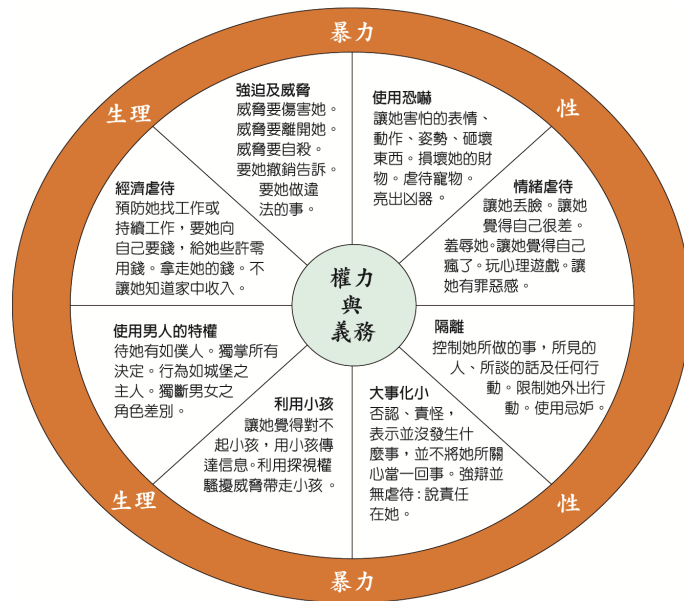 暴力
生理
性
強迫及威脅
威脅要傷害她。
威脅要離開她。
威脅要自殺。
要她撤銷告訴。
要她做違
法的事。
使用恐嚇
讓她害怕的表情、
動作、姿勢、砸壞
東西。損壞她的財
物。虐待寵物。
亮出凶器。
經濟虐待
預防她找工作或
持續工作，要她向
自己要錢，給她些許零
用錢。拿走她的錢。不
讓她知道家中收入。
情緒虐待
讓她丟臉。讓她
覺得自己很差。
羞辱她。讓她覺得自己
瘋了。玩心理遊戲。讓
她有罪惡感。
權力
與
義務
使用男人的特權
待她有如僕人。獨掌所有
決定。行為如城堡之
主人。獨斷男女之
角色差別。
隔離
控制她所做的事，所見的
人、所談的話及任何行
動。限制她外出行
動。使用忌妒。
利用小孩
讓她覺得對不
起小孩，用小孩傳
達信息。利用探視權
騷擾威脅帶走小孩。
大事化小
否認、責怪，
表示並沒發生什
麼事，並不將她所關
心當一回事。強辯並
無虐待：說責任
在她。
生理
性
暴力